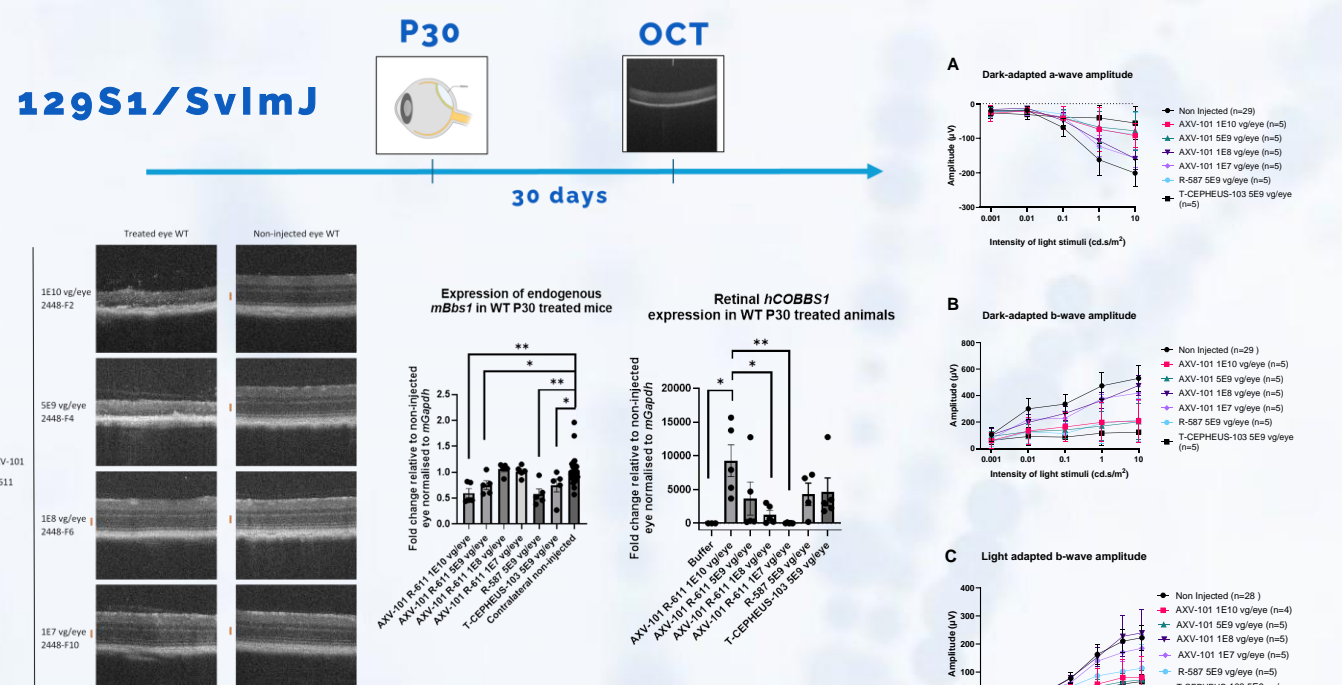 P30
OCT
129S1/SvImJ
30 days
Treated eye WT
Non-injected eye WT
1E10 vg/eye
2448-F2
5E9 vg/eye
2448-F4
V-101
611
1E8 vg/eye
2448-F6
1E7 vg/eye
2448-F10
Expression of endogenous
mBbs1 in WT P30 treated mice
Fold change relative to non-injected
eye normalised to mGapdh
2.5
2.0
1.5
1.0
0.5
0.0
**
*
**
*
AXV-101 R-611 1E10 vg/eye
AXV-101 R-611 5E9 vg/eye
AXV-101 R-611 1E8 vg/eye
AXV-101 R-611 1E7 vg/eye
R-587 5E9 vg/eye
T-CEPHEUS-103 5E9 vg/eye
Contralateral non-injected
Retinal hCOBBS1
expression in WT P30 treated animals
Fold change relative to non-injected
eye normalised to mGapdh
20000
15000
10000
5000
0
**
*
*
Buffer
AXV-101 R-611 1E10 vg/eye
AXV-101 R-611 5E9 vg/eye
AXV-101 R-611 1E8 vg/eye
AXV-101 R-611 1E7 vg/eye
R-587 5E9 vg/eye
T-CEPHEUS-103 5E9 vg/eye
A
Dark-adapted a-wave amplitude
Amplitude (µV)
0
-100
-200
-300
0.001 0.01 0.1 1 10
Intensity of light stimuli (cd.s/m²)
Non Injected (n=29)
AXV-101 1E10 vg/eye (n=5)
AXV-101 5E9 vg/eye (n=5)
AXV-101 1E8 vg/eye (n=5)
AXV-101 1E7 vg/eye (n=5)
R-587 5E9 vg/eye (n=5)
T-CEPHEUS-103 5E9 vg/eye
(n=5)
B
Dark-adapted b-wave amplitude
Amplitude (µV)
800
600
400
200
0
0.001 0.01 0.1 1 10
Intensity of light stimuli (cd.s/m²)
Non Injected (n=29 )
AXV-101 1E10 vg/eye (n=5)
AXV-101 5E9 vg/eye (n=5)
AXV-101 1E8 vg/eye (n=5)
AXV-101 1E7 vg/eye (n=5)
R-587 5E9 vg/eye (n=5)
T-CEPHEUS-103 5E9 vg/eye
(n=5)
C
Light adapted b-wave amplitude
Amplitude (µV)
400
300
200
100
Non Injected (n=28 )
AXV-101 1E10 vg/eye (n=4)
AXV-101 5E9 vg/eye (n=5)
AXV-101 1E8 vg/eye (n=5)
AXV-101 1E7 vg/eye (n=5)
R-587 5E9 vg/eye (n=5)